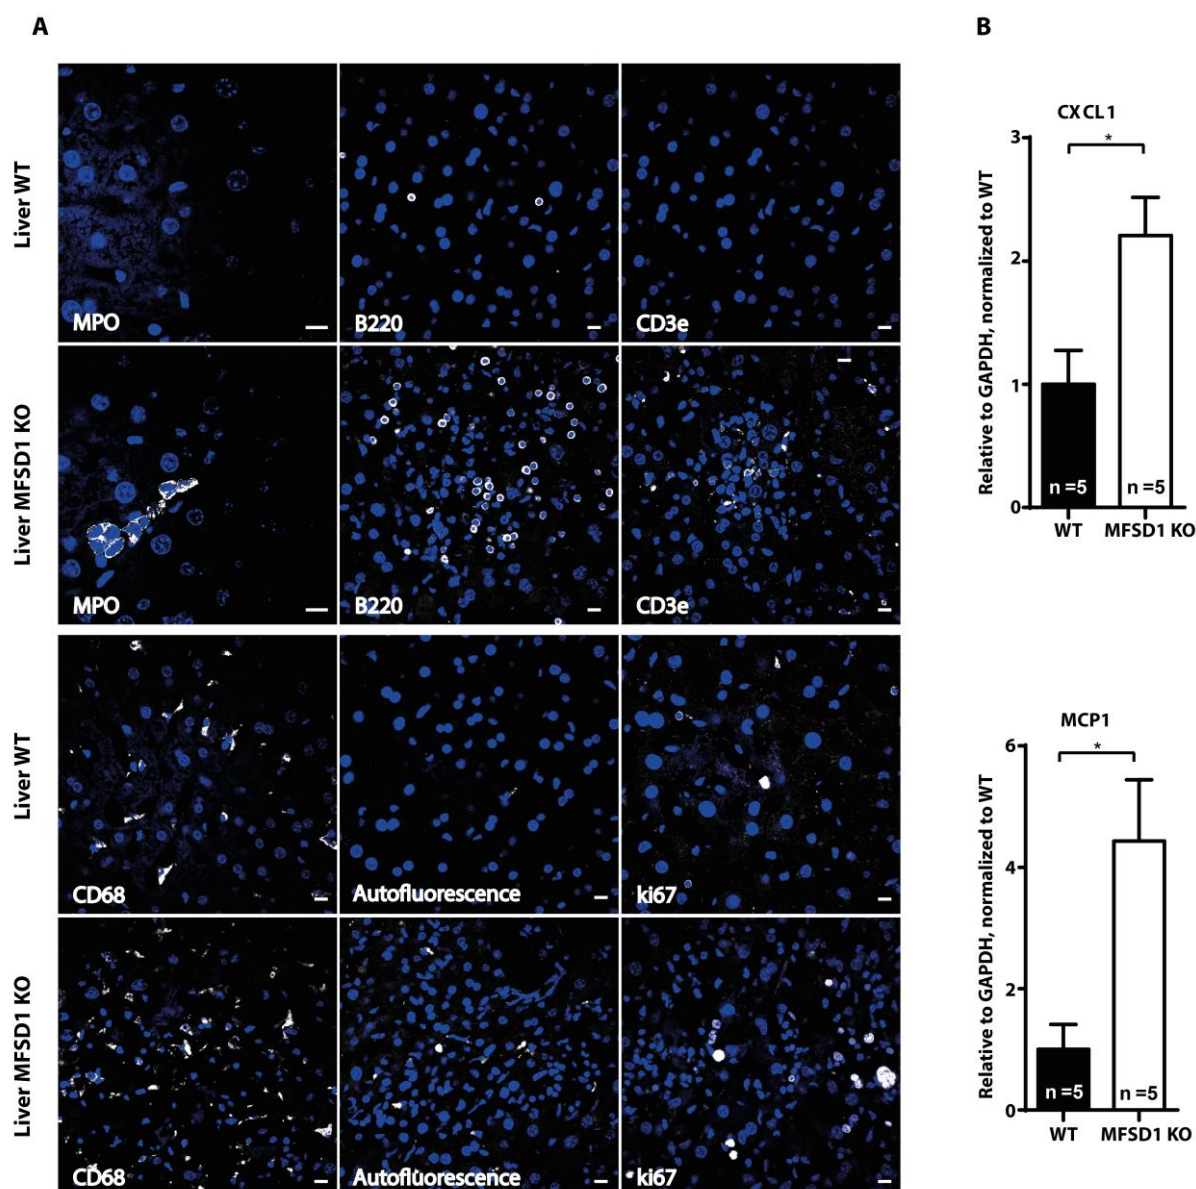 A
B
Liver WT
MPO
B220
CD3e
Liver MFSD1 KO
MPO
B220
CD3e
Liver WT
CD68
Autofluorescence
ki67
Liver MFSD1 KO
CD68
Autofluorescence
ki67
CXCL1
*
Relative to GAPDH, normalized to WT
3
2
1
0
n =5
n =5
WT
MFSD1 KO
MCP1
*
Relative to GAPDH, normalized to WT
6
4
2
0
n =5
n =5
WT
MFSD1 KO